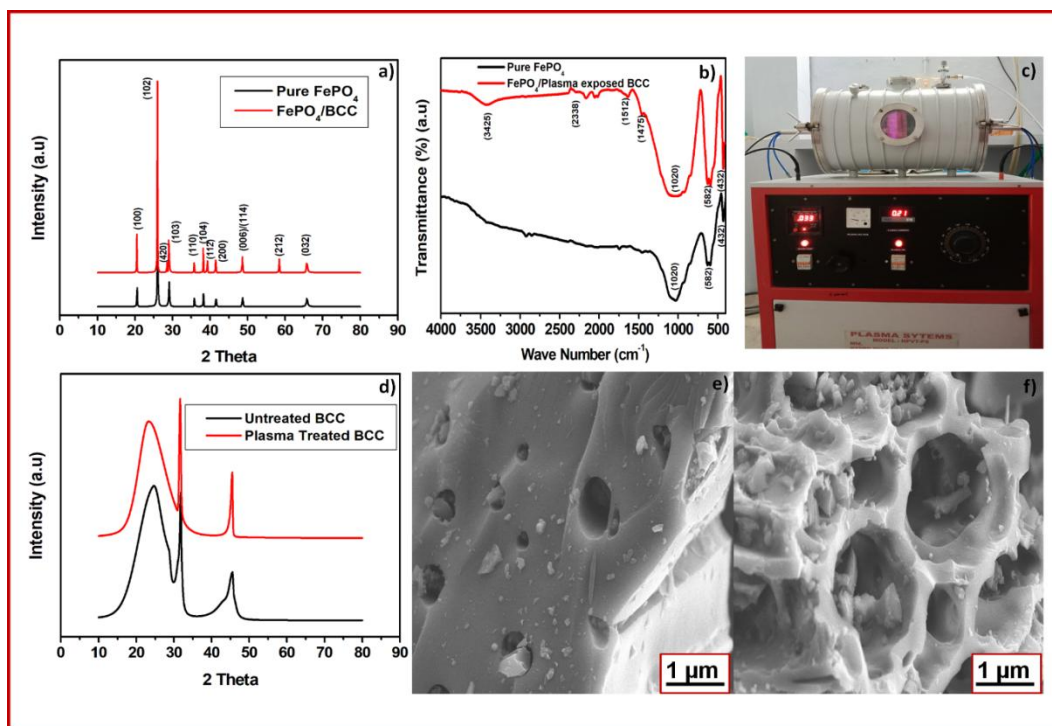 a)
Pure FePO4
FePO4/BCC
(102)
(100)
(420)
(103)
(110)
(104)
(112)
(200)
(006)/(114)
(212)
(032)
Intensity (a.u)
0 10 20 30 40 50 60 70 80 90
2 Theta
b)
Pure FePO4
FePO4/Plasma exposed BCC
(3425)
(2338)
(1512)
(1475)
(1020)
(582)
(432)
(1020)
(582)
(432)
Transmittance (%) (a.u)
4000 3500 3000 2500 2000 1500 1000 500
Wave Number (cm-1)
c)
0.21
PLASMA SYTEMS
d)
Untreated BCC
Plasma Treated BCC
Intensity (a.u)
0 10 20 30 40 50 60 70 80 90
2 Theta
e)
1 µm
f)
1 µm